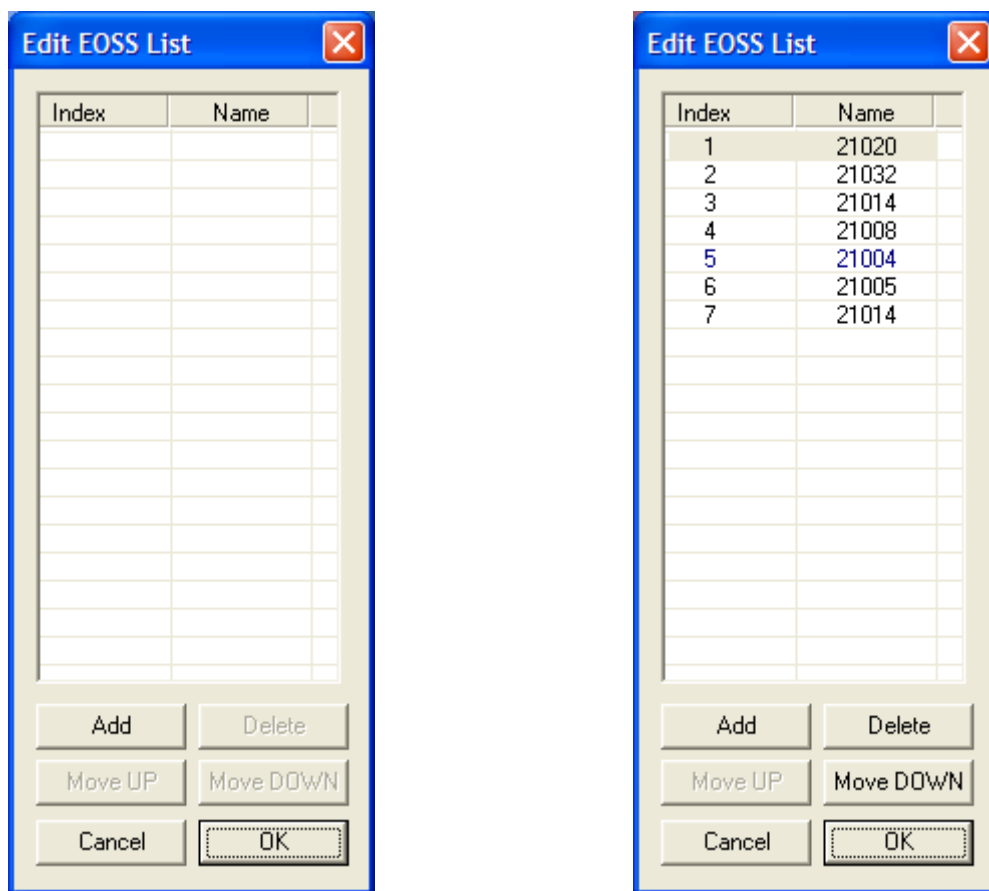 Edit EOSS List
Index Name
Add Delete
Move UP Move DOWN
Cancel OK
Edit EOSS List
Index Name
1 21020
2 21032
3 21014
4 21008
5 21004
6 21005
7 21014
Add Delete
Move UP Move DOWN
Cancel OK